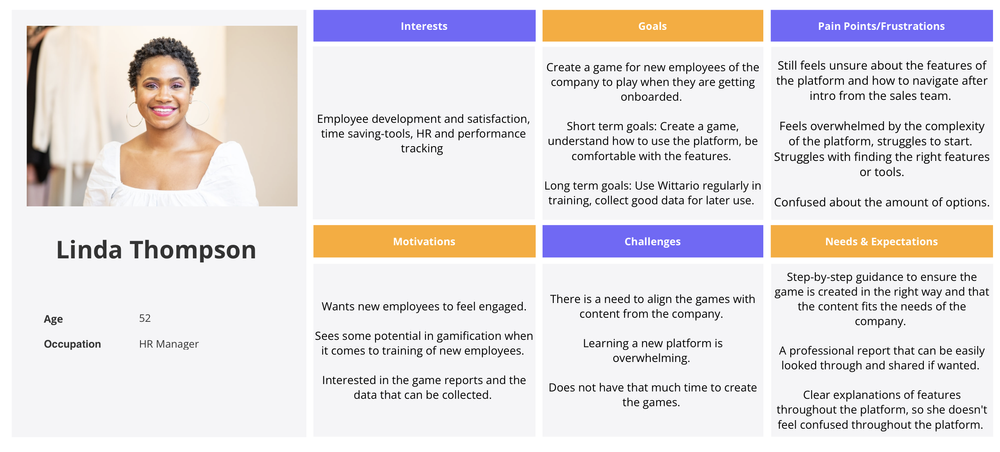 Linda Thompson
Age 52
Occupation HR Manager
Interests
Employee development and satisfaction,
time saving-tools, HR and performance
tracking
Goals
Create a game for new employees of the
company to play when they are getting
onboarded.
Short term goals: Create a game,
understand how to use the platform, be
comfortable with the features.
Long term goals: Use Wittario regularly in
training, collect good data for later use.
Pain Points/Frustrations
Still feels unsure about the features of
the platform and how to navigate after
intro from the sales team.
Feels overwhelmed by the complexity
of the platform, struggles to start.
Struggles with finding the right features
or tools.
Confused about the amount of options.
Motivations
Wants new employees to feel engaged.
Sees some potential in gamification when
it comes to training of new employees.
Interested in the game reports and the
data that can be collected.
Challenges
There is a need to align the games with
content from the company.
Learning a new platform is
overwhelming.
Does not have that much time to create
the games.
Needs & Expectations
Step-by-step guidance to ensure the
game is created in the right way and that
the content fits the needs of the
company.
A professional report that can be easily
looked through and shared if wanted.
Clear explanations of features
throughout the platform, so she doesn't
feel confused throughout the platform.